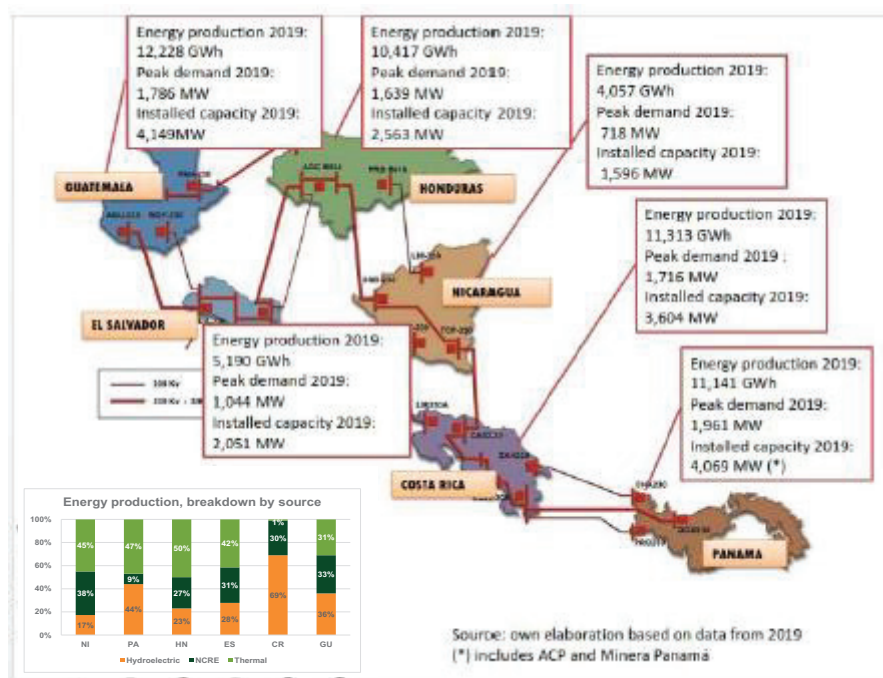 Energy production 2019:
12,228 GWh
Peak demand 2019:
1,786 MW
Installed capacity 2019:
4,149MW
Energy production 2019:
10,417 GWh
Peak demand 2019:
1,639 MW
Installed capacity 2019:
2,563 MW
Energy production 2019:
4,057 GWh
Peak demand 2019:
718 MW
Installed capacity 2019:
1,596 MW
GUATEMALA
HONDURAS
Energy production 2019:
11,313 GWh
Peak demand 2019 :
1,716 MW
Installed capacity 2019:
3,604 MW
NICARAGUA
EL SALVADOR
Energy production 2019:
5,190 GWh
Peak demand 2019:
1,044 MW
Installed capacity 2019:
2,051 MW
Energy production 2019:
11,141 GWh
Peak demand 2019:
1,961 MW
Installed capacity 2019:
4,069 MW (*)
COSTA RICA
PANAMA
Energy production, breakdown by source
100%
80%
60%
40%
20%
0%
45% 47% 50% 42% 1% 31%
38% 9% 27% 31% 30% 33%
17% 44% 23% 28% 69% 36%
NI PA HN ES CR GU
Hydroelectric NCRE Thermal
Source: own elaboration based on data from 2019
(*) includes ACP and Minera Panamá